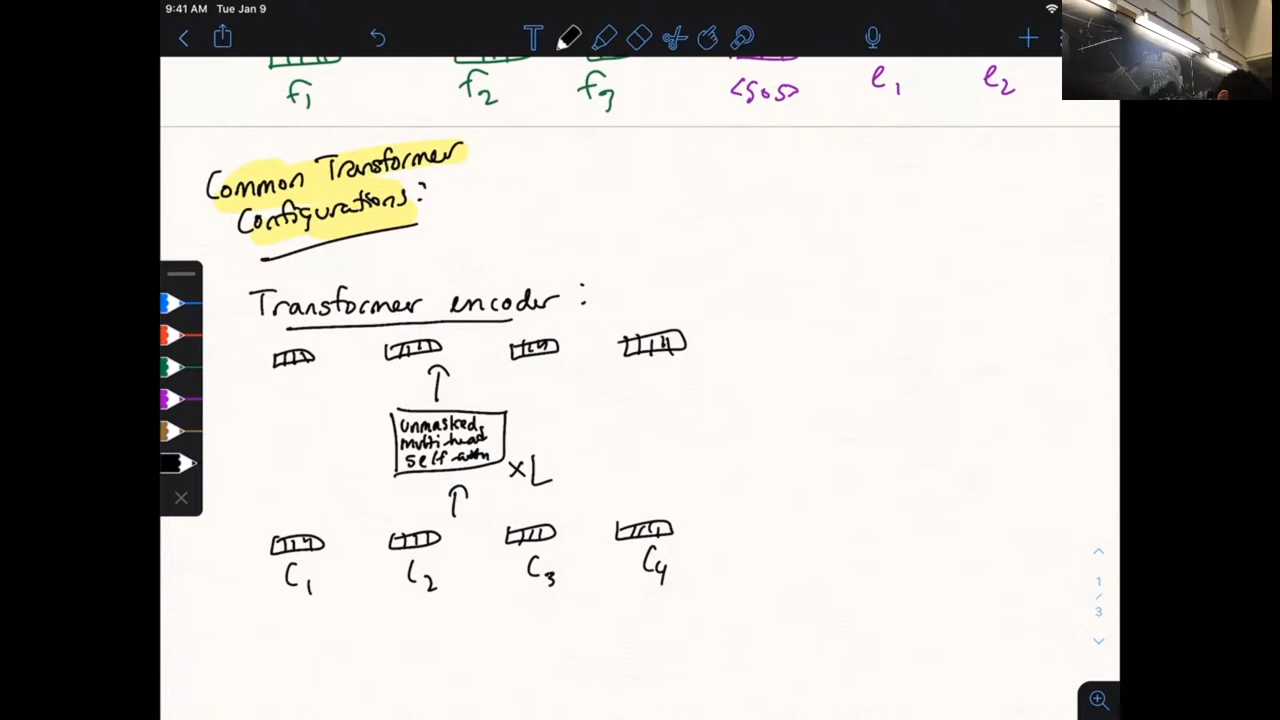 9:41 AM Tue Jan 9
f1 f2 f3 <sos> e1 e2
Common Transformer
Configurations:
Transformer encoder:
unmasked
multi-head
self-attn
×L
C1 C2 C3 C4
1
/
3